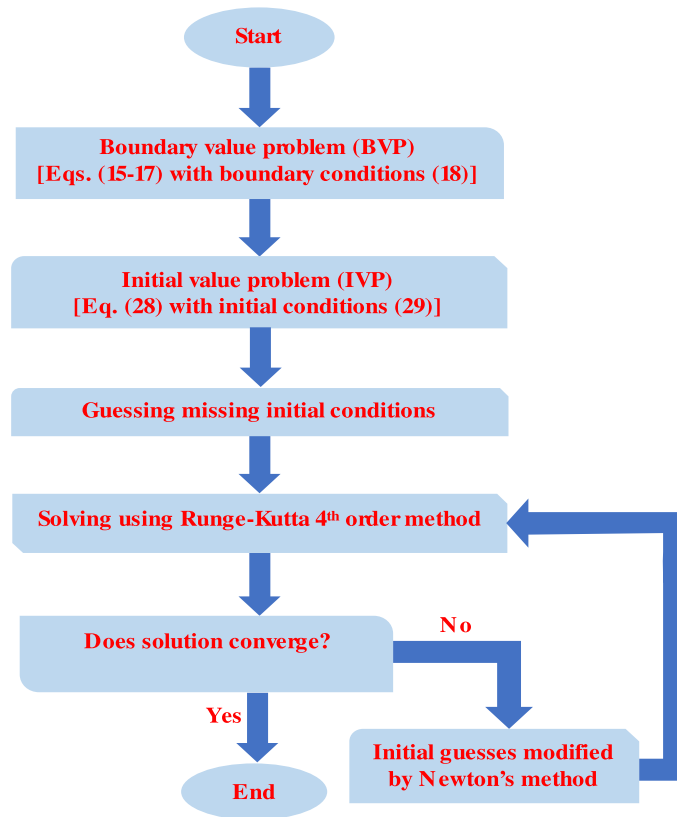 Start
Boundary value problem (BVP)
[Eqs. (15-17) with boundary conditions (18)]
Initial value problem (IVP)
[Eq. (28) with initial conditions (29)]
Guessing missing initial conditions
Solving using Runge-Kutta 4th order method
Does solution converge?
No
Yes
Initial guesses modified
by Newton's method
End